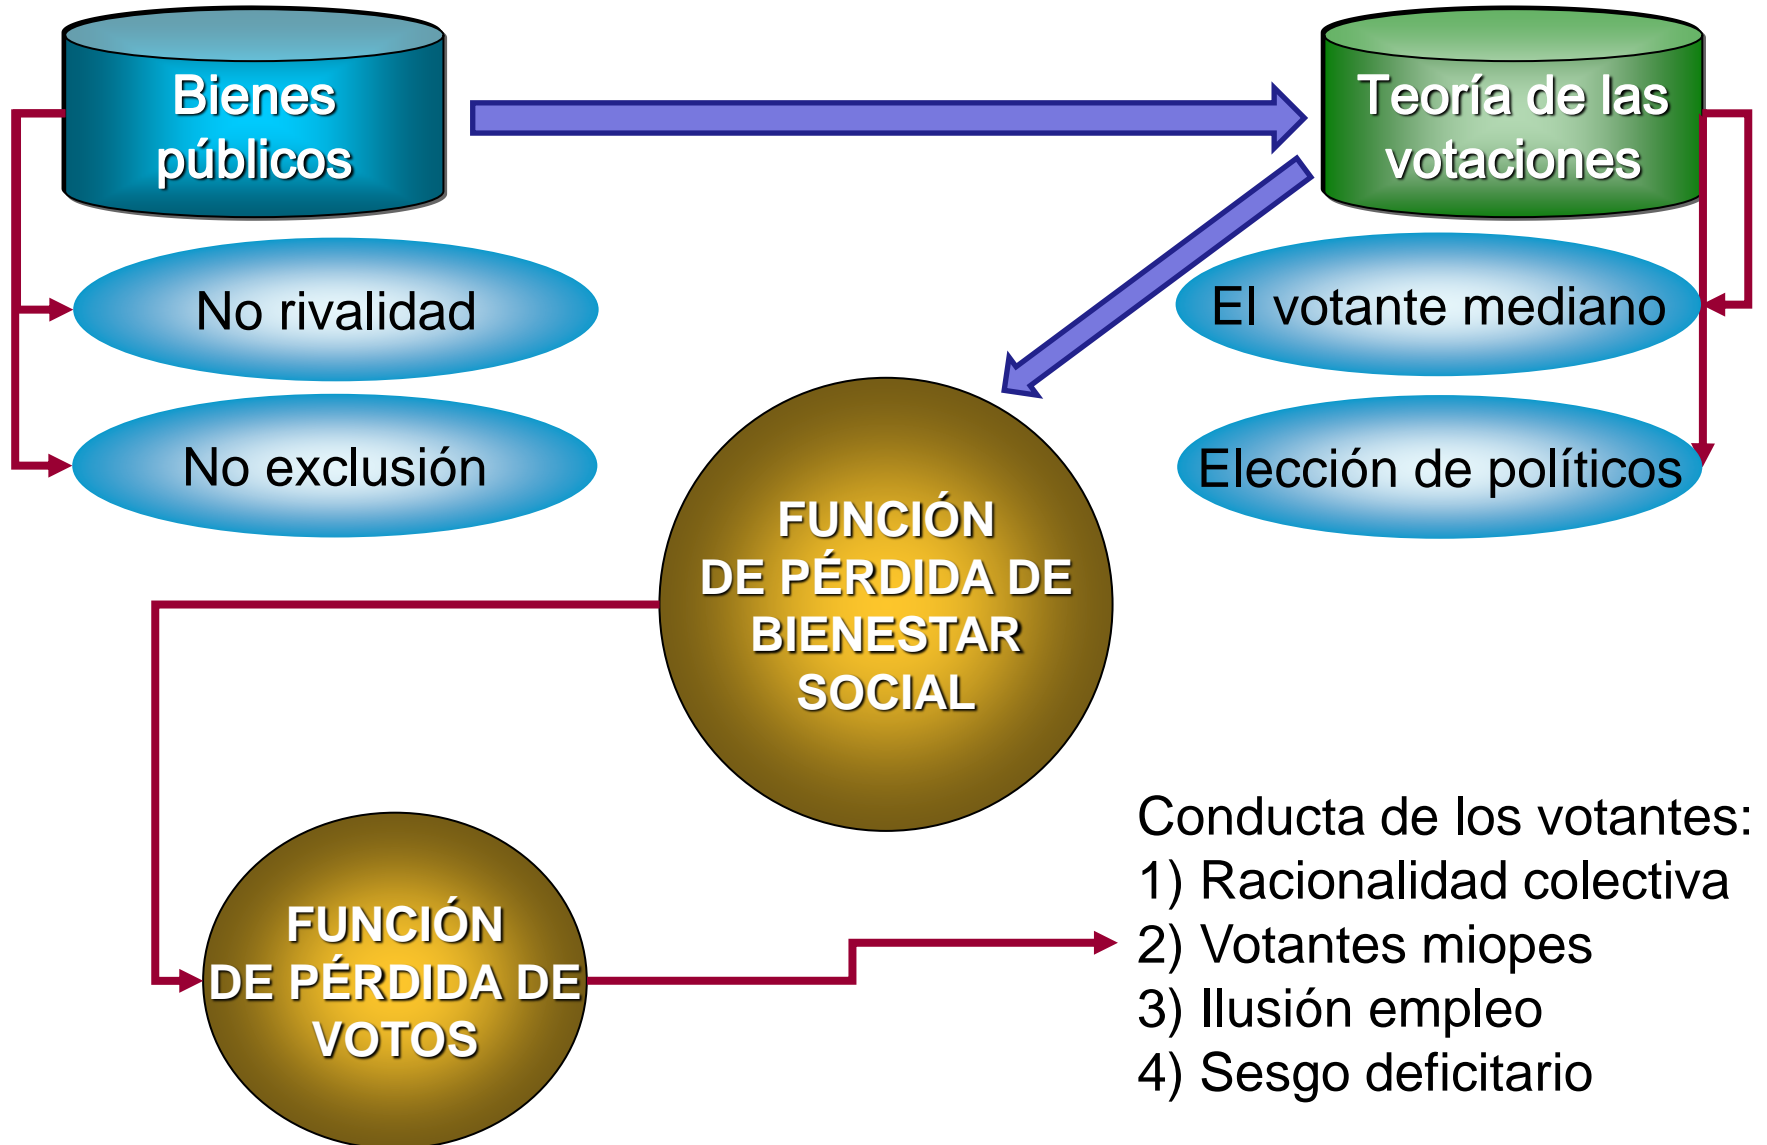 Bienes
públicos
Teoría de las
votaciones
No rivalidad
El votante mediano
No exclusión
Elección de políticos
FUNCIÓN
DE PÉRDIDA DE
BIENESTAR
SOCIAL
FUNCIÓN
DE PÉRDIDA DE
VOTOS
Conducta de los votantes:
1) Racionalidad colectiva
2) Votantes miopes
3) Ilusión empleo
4) Sesgo deficitario